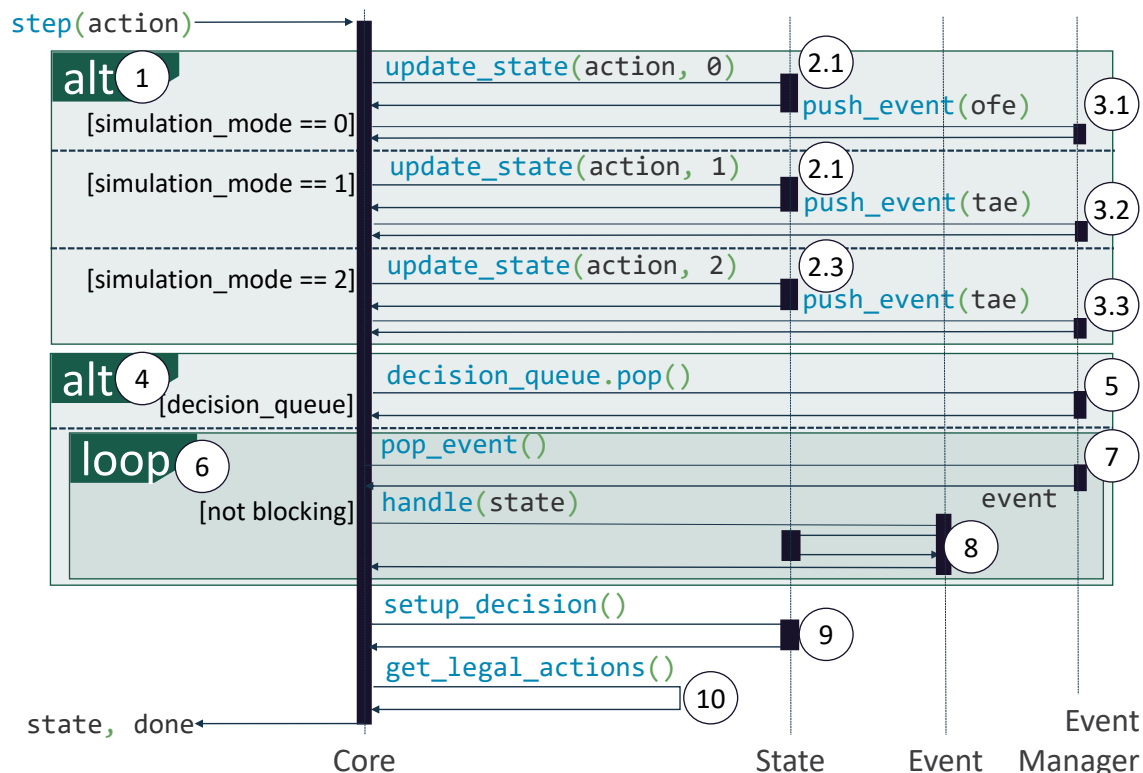 step(action)
alt
1
update_state(action, 0)
2.1
[simulation_mode == 0]
push_event(ofe)
3.1
[simulation_mode == 1]
update_state(action, 1)
2.1
push_event(tae)
3.2
[simulation_mode == 2]
update_state(action, 2)
2.3
push_event(tae)
3.3
alt
4
[decision_queue]
decision_queue.pop()
5
loop
6
pop_event()
7
[not blocking]
handle(state)
event
8
setup_decision()
9
get_legal_actions()
10
state, done
Core
State
Event
Event
Manager